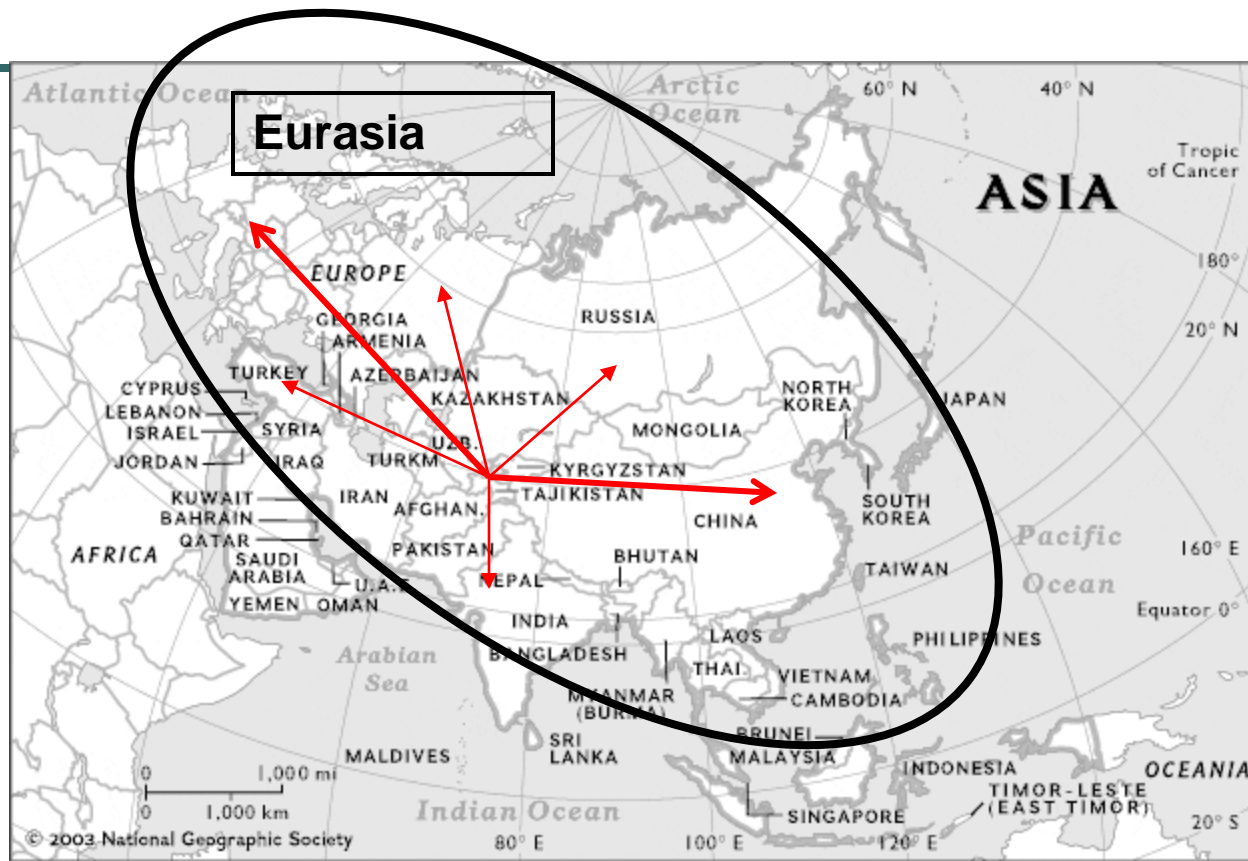 Atlantic Ocean
Arctic
Ocean
60° N
40° N
Eurasia
Tropic
of Cancer
ASIA
180°
EUROPE
RUSSIA
GEORGIA
ARMENIA
20° N
TURKEY
AZERBAIJAN
CYPRUS
KAZAKHSTAN
NORTH
KOREA
JAPAN
LEBANON
ISRAEL
SYRIA
UZB.
MONGOLIA
JORDAN
IRAQ
TURKM
KYRGYZSTAN
KUWAIT
IRAN
TAJIKISTAN
SOUTH
KOREA
BAHRAIN
AFGHAN.
CHINA
QATAR
Pacific
Ocean
AFRICA
PAKISTAN
BHUTAN
160° E
SAUDI
ARABIA
U.A.E.
NEPAL
TAIWAN
YEMEN
OMAN
INDIA
Equator 0°
LAOS
PHILIPPINES
Arabian
Sea
BANGLADESH
THAI.
VIETNAM
MYANMAR
(BURMA)
CAMBODIA
BRUNEI
SRI
LANKA
MALDIVES
MALAYSIA
INDONESIA
OCEANIA
0 1,000 mi
0 1,000 km
TIMOR-LESTE
(EAST TIMOR)
Indian Ocean
SINGAPORE
20° S
© 2003 National Geographic Society
80° E
100° E
120° E